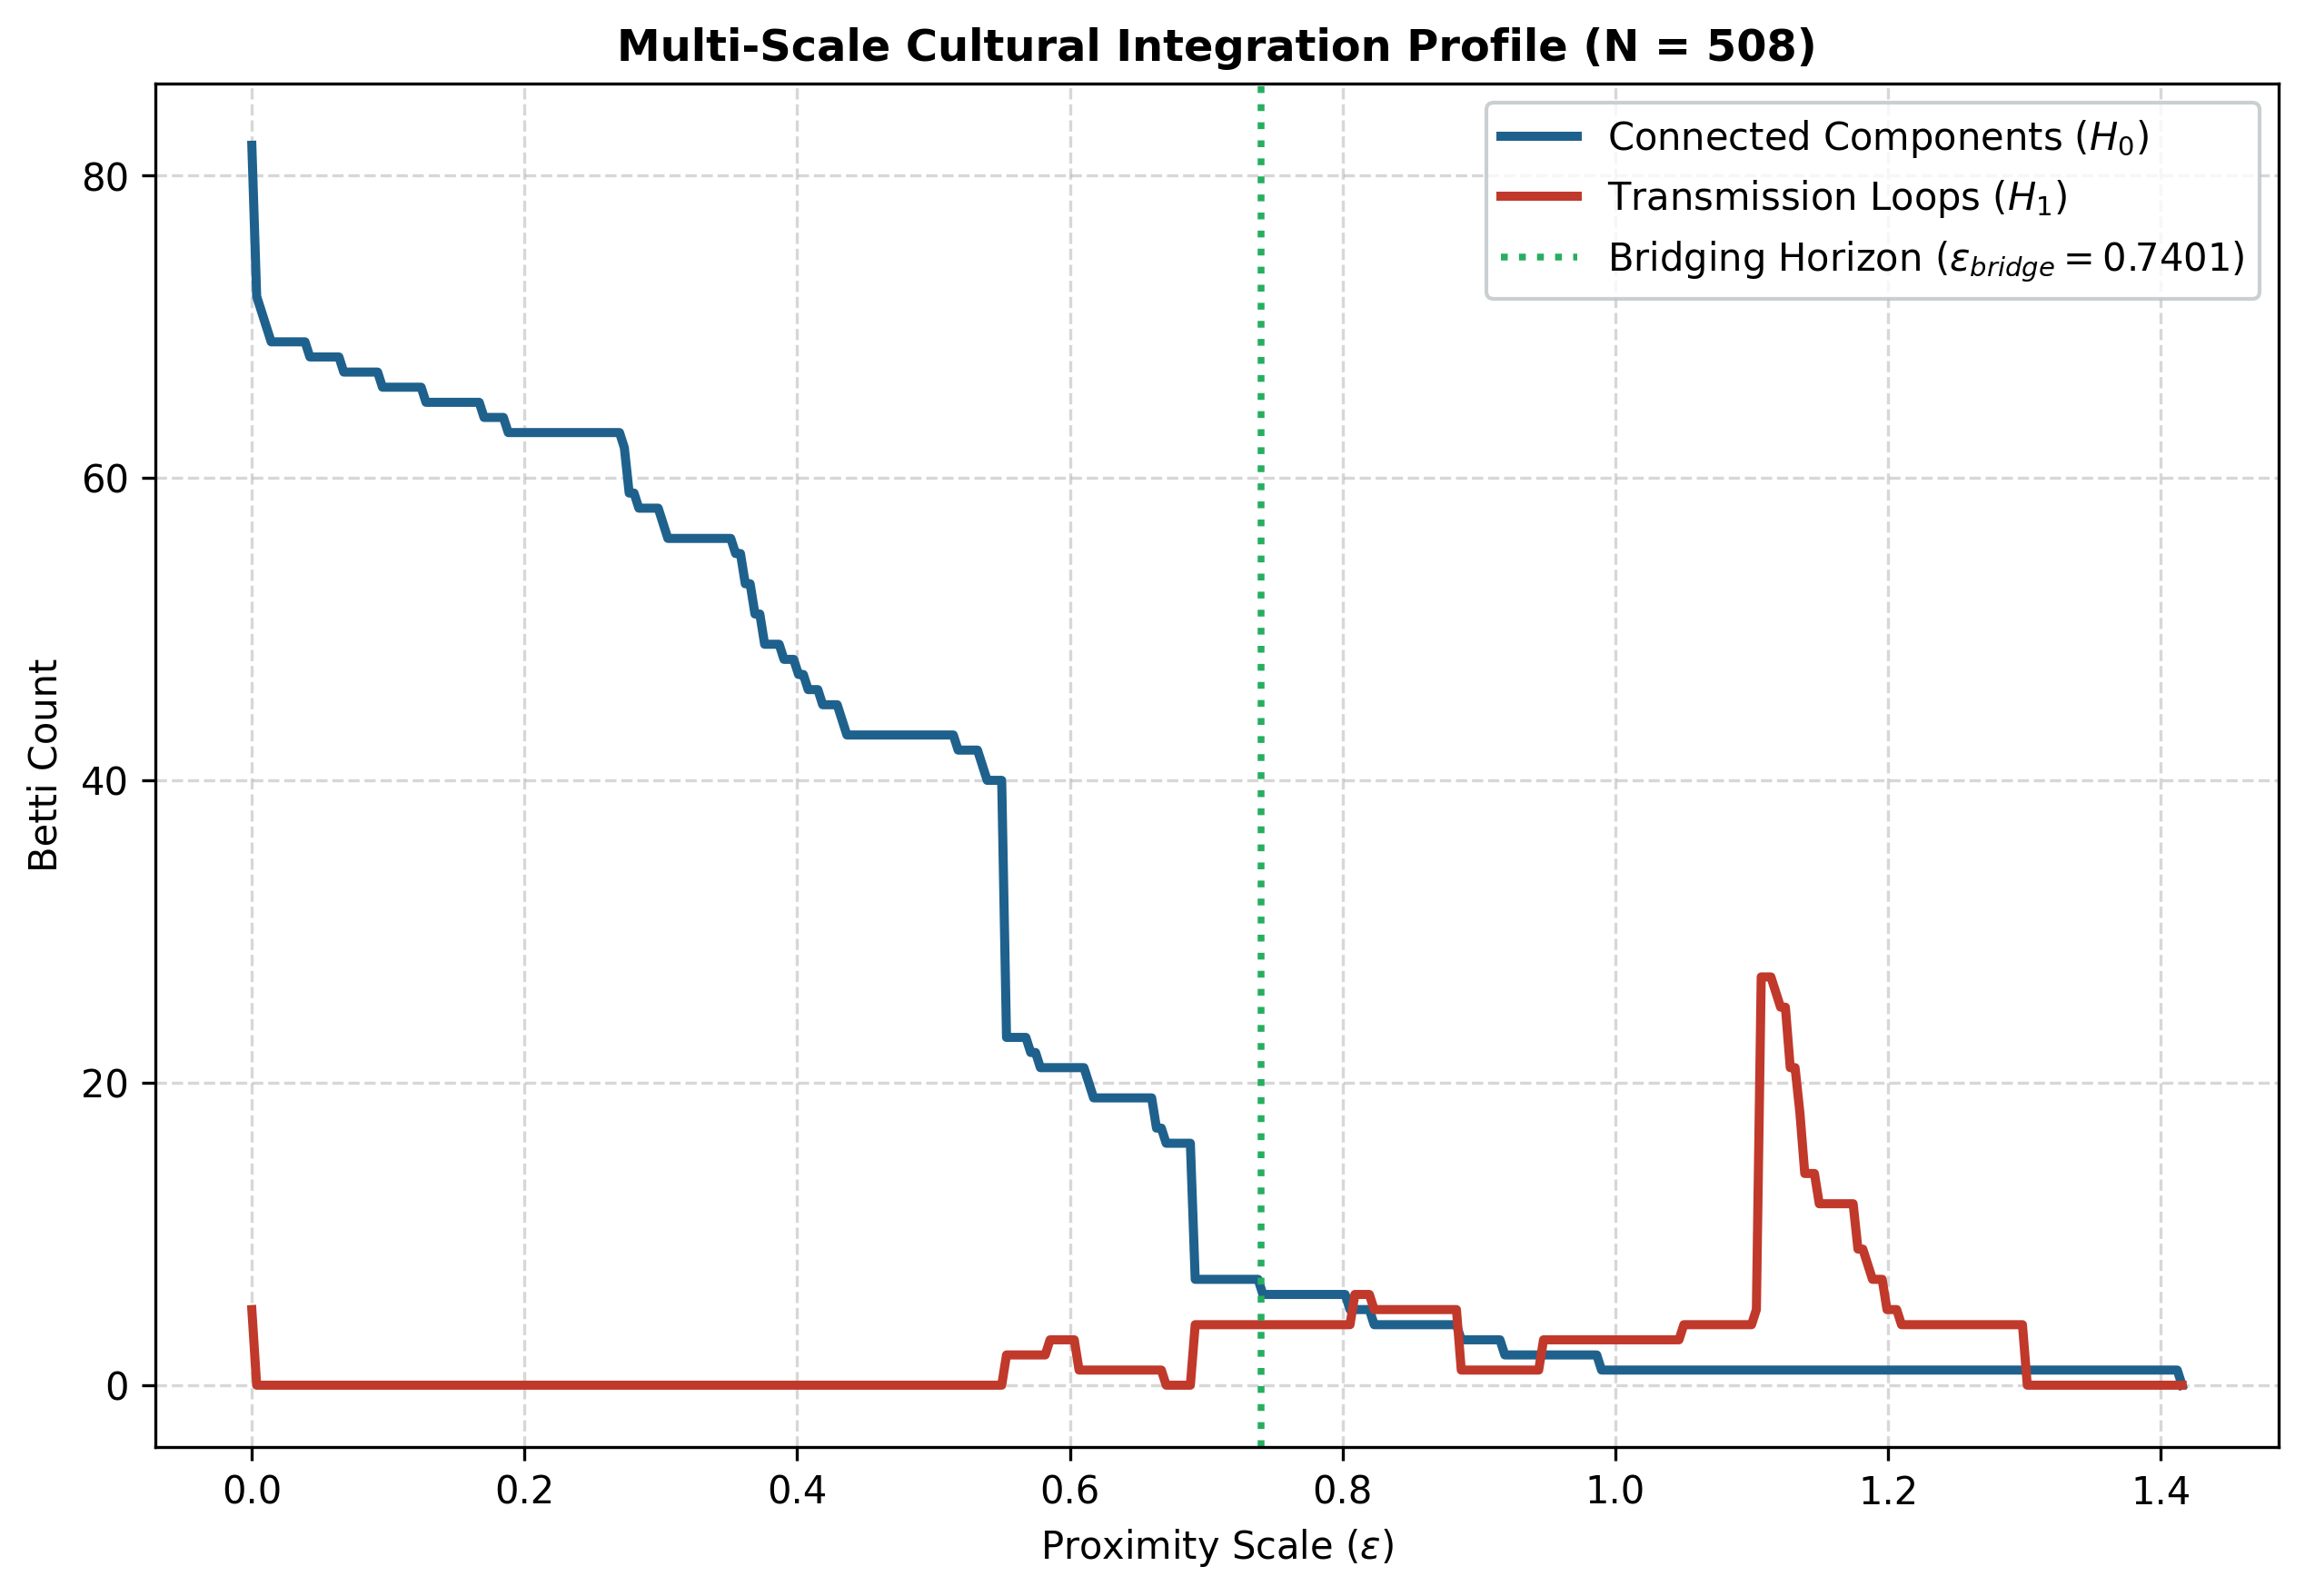 Multi-Scale Cultural Integration Profile (N = 508)
Connected Components (H₀)
Transmission Loops (H₁)
Bridging Horizon (ε_bridge = 0.7401)
Betti Count
80
60
40
20
0
0.0 0.2 0.4 0.6 0.8 1.0 1.2 1.4
Proximity Scale (ε)